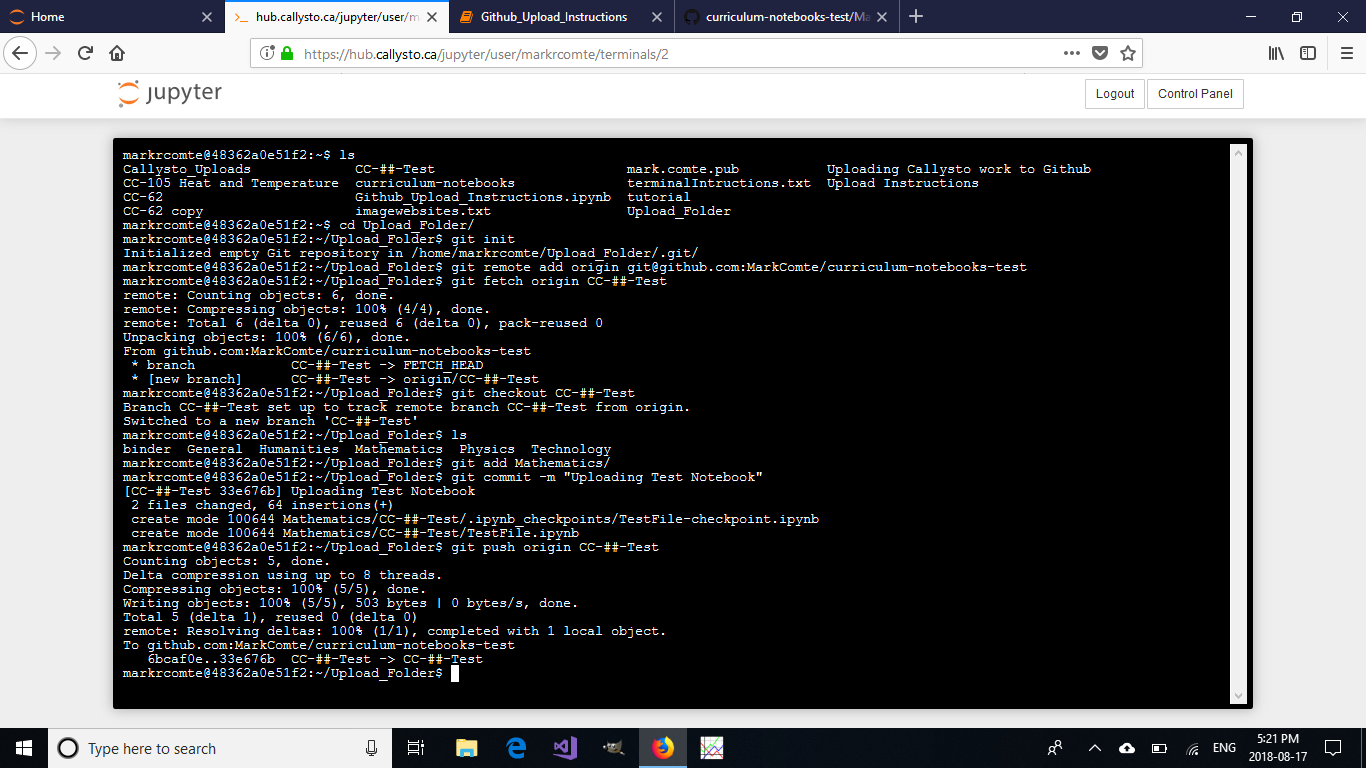 Home
hub.callysto.ca/jupyter/user/m
Github_Upload_Instructions
curriculum-notebooks-test/Ma
https://hub.callysto.ca/jupyter/user/markrcomte/terminals/2
jupyter
Logout
Control Panel
markrcomte@48362a0e51f2:~$ ls
Callysto_Uploads CC-##-Test mark.comte.pub Uploading Callysto work to Github
CC-105 Heat and Temperature curriculum-notebooks terminalIntructions.txt Upload Instructions
CC-62 Github_Upload_Instructions.ipynb tutorial
CC-62 copy imagewebsites.txt Upload_Folder
markrcomte@48362a0e51f2:~$ cd Upload_Folder/
markrcomte@48362a0e51f2:~/Upload_Folder$ git init
Initialized empty Git repository in /home/markrcomte/Upload_Folder/.git/
markrcomte@48362a0e51f2:~/Upload_Folder$ git remote add origin git@github.com:MarkComte/curriculum-notebooks-test
markrcomte@48362a0e51f2:~/Upload_Folder$ git fetch origin CC-##-Test
remote: Counting objects: 6, done.
remote: Compressing objects: 100% (4/4), done.
remote: Total 6 (delta 0), reused 6 (delta 0), pack-reused 0
Unpacking objects: 100% (6/6), done.
From github.com:MarkComte/curriculum-notebooks-test
* branch CC-##-Test -> FETCH_HEAD
* [new branch] CC-##-Test -> origin/CC-##-Test
markrcomte@48362a0e51f2:~/Upload_Folder$ git checkout CC-##-Test
Branch CC-##-Test set up to track remote branch CC-##-Test from origin.
Switched to a new branch 'CC-##-Test'
markrcomte@48362a0e51f2:~/Upload_Folder$ ls
binder General Humanities Mathematics Physics Technology
markrcomte@48362a0e51f2:~/Upload_Folder$ git add Mathematics/
markrcomte@48362a0e51f2:~/Upload_Folder$ git commit -m "Uploading Test Notebook"
[CC-##-Test 33e676b] Uploading Test Notebook
2 files changed, 64 insertions(+)
create mode 100644 Mathematics/CC-##-Test/.ipynb_checkpoints/TestFile-checkpoint.ipynb
create mode 100644 Mathematics/CC-##-Test/TestFile.ipynb
markrcomte@48362a0e51f2:~/Upload_Folder$ git push origin CC-##-Test
Counting objects: 5, done.
Delta compression using up to 8 threads.
Compressing objects: 100% (5/5), done.
Writing objects: 100% (5/5), 503 bytes | 0 bytes/s, done.
Total 5 (delta 1), reused 0 (delta 0)
remote: Resolving deltas: 100% (1/1), completed with 1 local object.
To github.com:MarkComte/curriculum-notebooks-test
6bcaf0e..33e676b CC-##-Test -> CC-##-Test
markrcomte@48362a0e51f2:~/Upload_Folder$
Type here to search
ENG
5:21 PM
2018-08-17